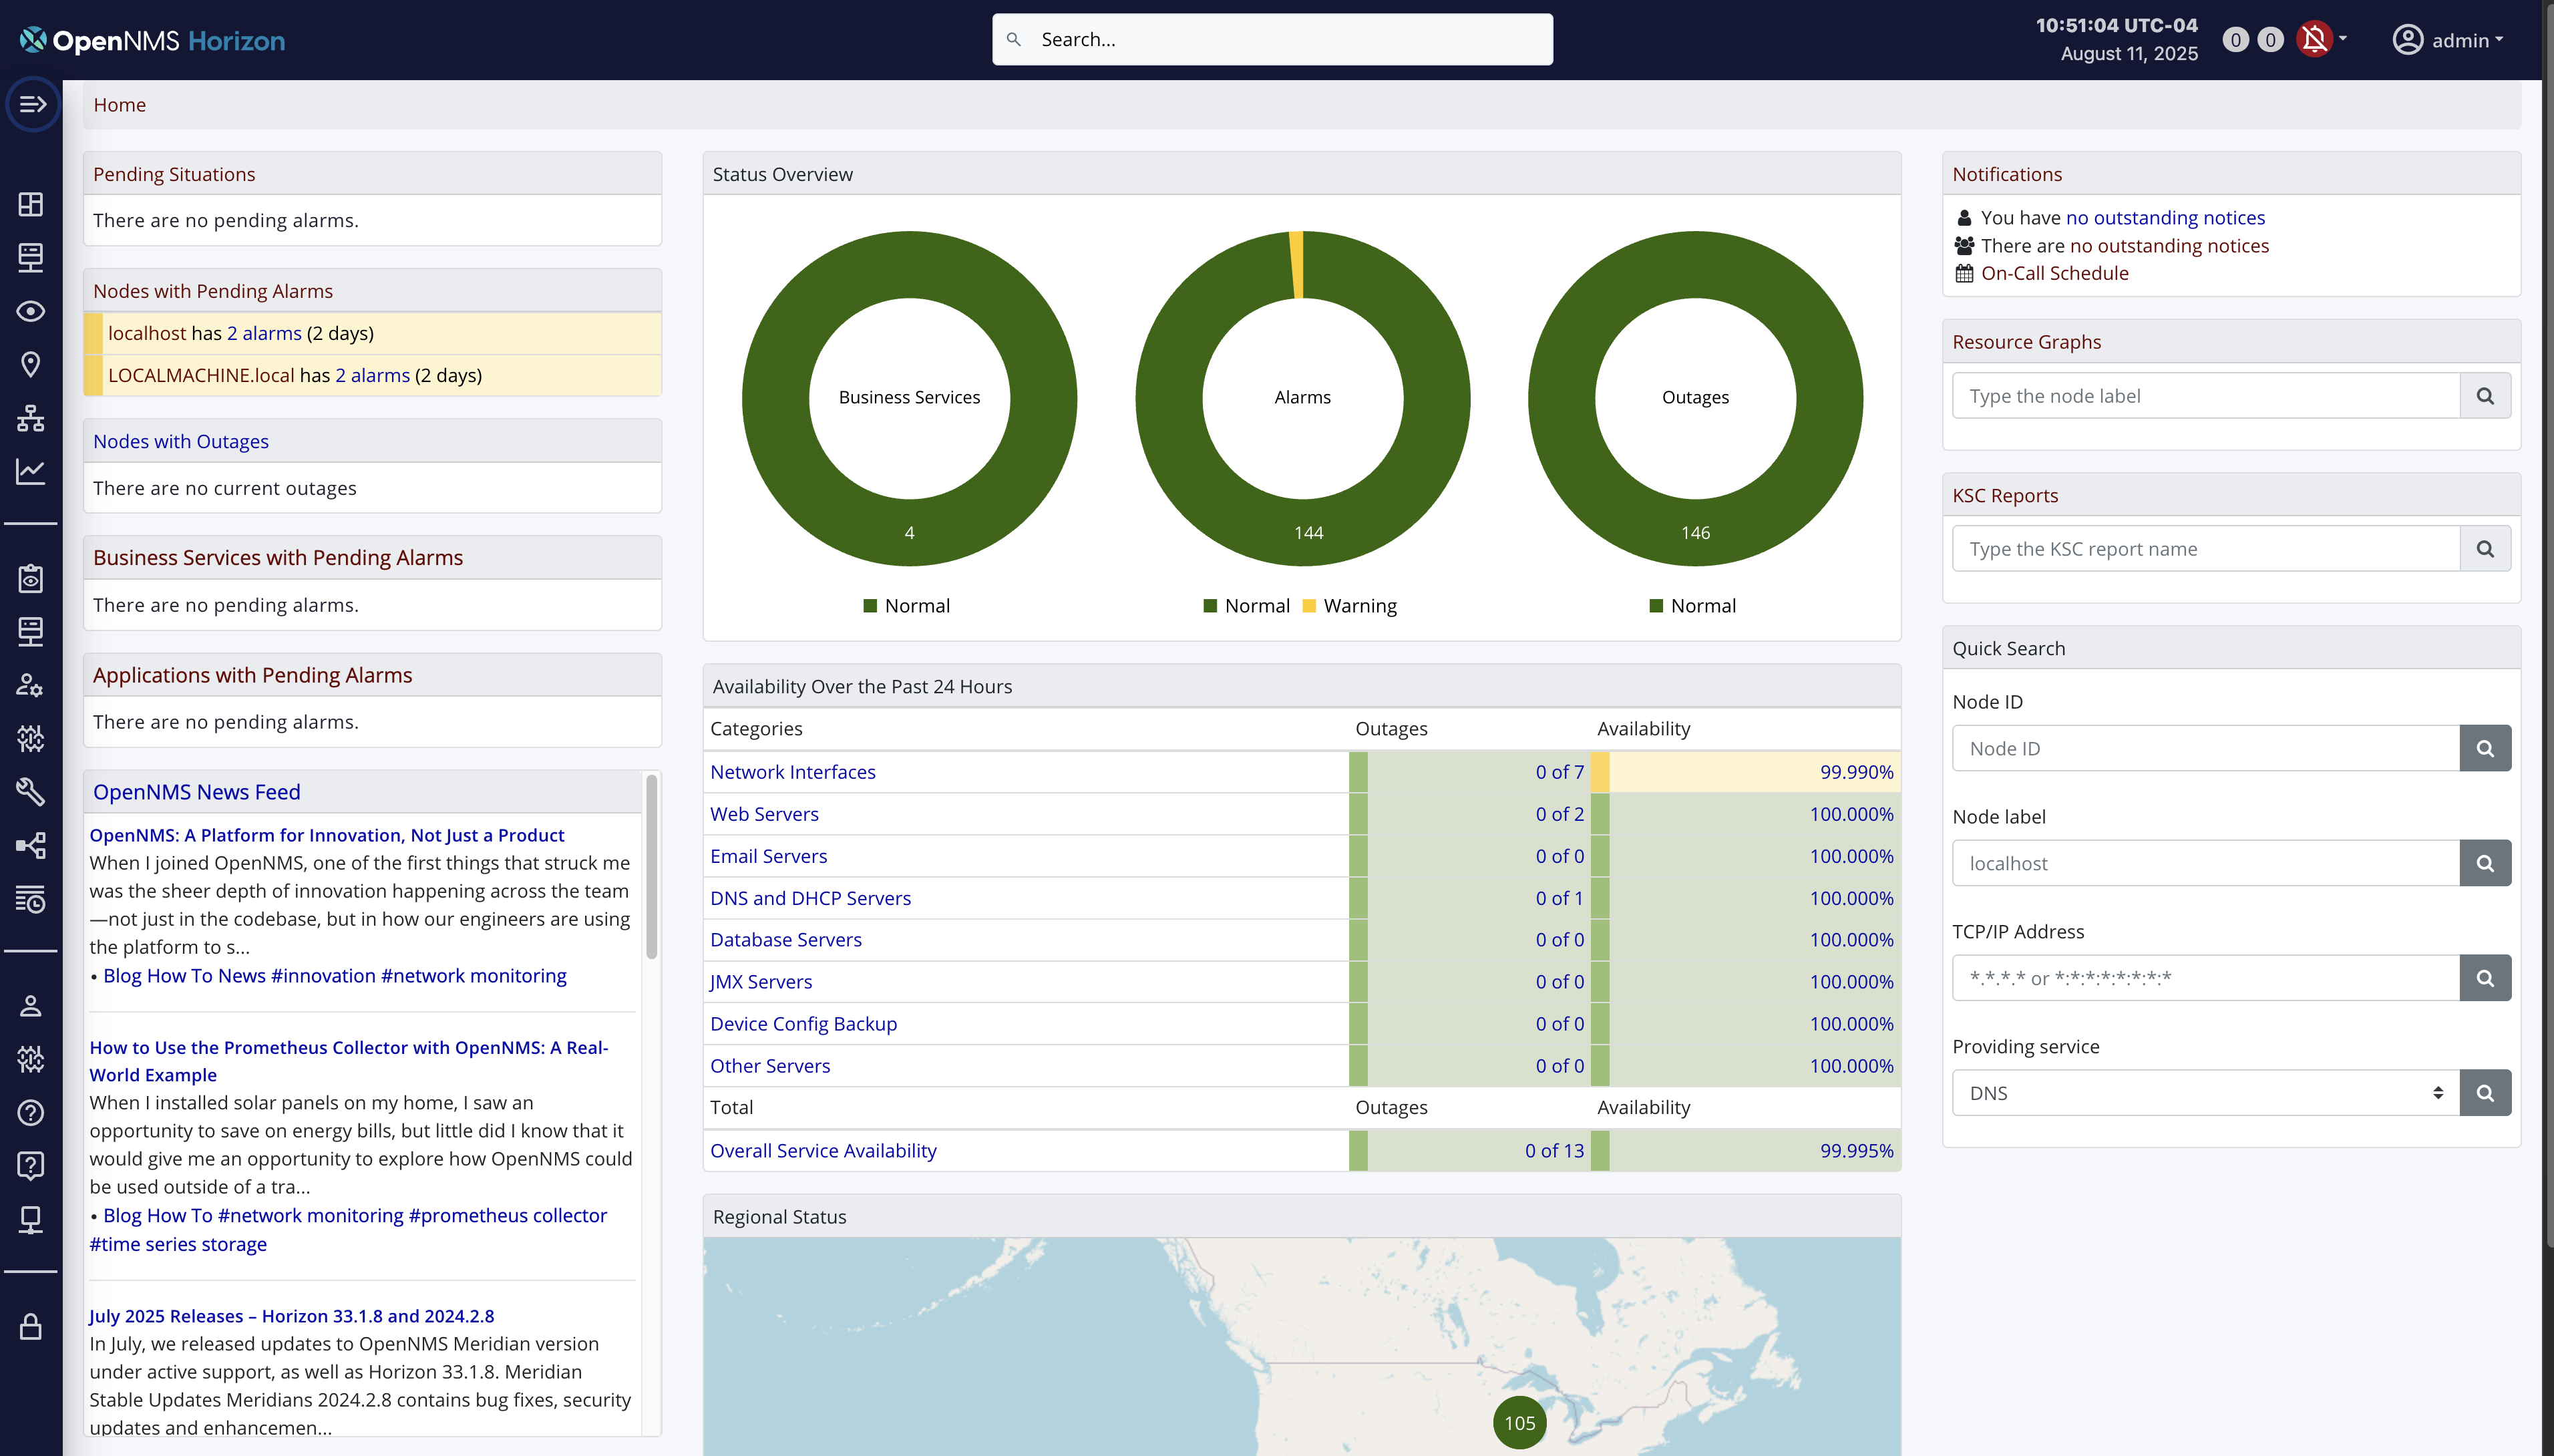 OpenNMS Horizon
Search...
10:51:04 UTC-04
August 11, 2025
0 0
admin
Home
Pending Situations
There are no pending alarms.
Nodes with Pending Alarms
localhost has 2 alarms (2 days)
LOCALMACHINE.local has 2 alarms (2 days)
Nodes with Outages
There are no current outages
Business Services with Pending Alarms
There are no pending alarms.
Applications with Pending Alarms
There are no pending alarms.
OpenNMS News Feed
OpenNMS: A Platform for Innovation, Not Just a Product
When I joined OpenNMS, one of the first things that struck me
was the sheer depth of innovation happening across the team
—not just in the codebase, but in how our engineers are using
the platform to s...
• Blog How To News #innovation #network monitoring
How to Use the Prometheus Collector with OpenNMS: A Real-
World Example
When I installed solar panels on my home, I saw an
opportunity to save on energy bills, but little did I know that it
would give me an opportunity to explore how OpenNMS could
be used outside of a tra...
• Blog How To #network monitoring #prometheus collector
#time series storage
July 2025 Releases – Horizon 33.1.8 and 2024.2.8
In July, we released updates to OpenNMS Meridian version
under active support, as well as Horizon 33.1.8. Meridian
Stable Updates Meridians 2024.2.8 contains bug fixes, security
updates and enhancemen...
Status Overview
Business Services
4
Normal
Alarms
144
Normal Warning
Outages
146
Normal
Availability Over the Past 24 Hours
Categories Outages Availability
Network Interfaces 0 of 7 99.990%
Web Servers 0 of 2 100.000%
Email Servers 0 of 0 100.000%
DNS and DHCP Servers 0 of 1 100.000%
Database Servers 0 of 0 100.000%
JMX Servers 0 of 0 100.000%
Device Config Backup 0 of 0 100.000%
Other Servers 0 of 0 100.000%
Total Outages Availability
Overall Service Availability 0 of 13 99.995%
Regional Status
105
Notifications
You have no outstanding notices
There are no outstanding notices
On-Call Schedule
Resource Graphs
Type the node label
KSC Reports
Type the KSC report name
Quick Search
Node ID
Node ID
Node label
localhost
TCP/IP Address
*.*.*.* or *:*:*:*:*:*:*:*
Providing service
DNS